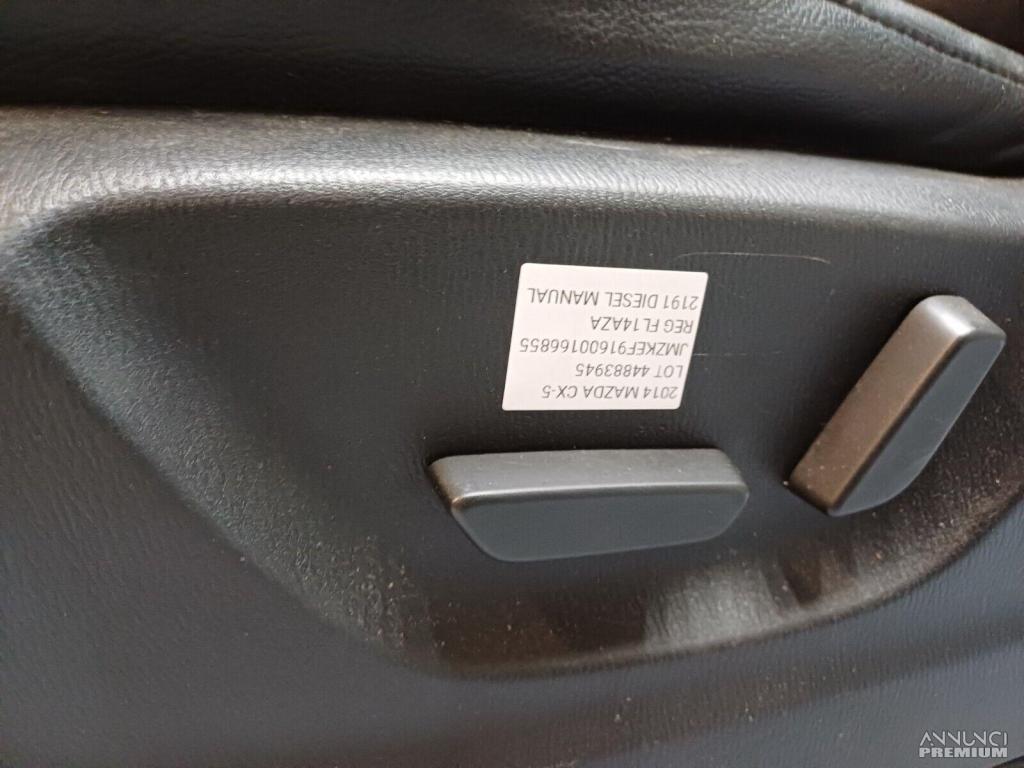 2014 MAZDA CX-5
LOT 44883945
JMZKEF91600166855
REG FL14AZA
2191 DIESEL MANUAL
ANNUNCI
PREMIUM